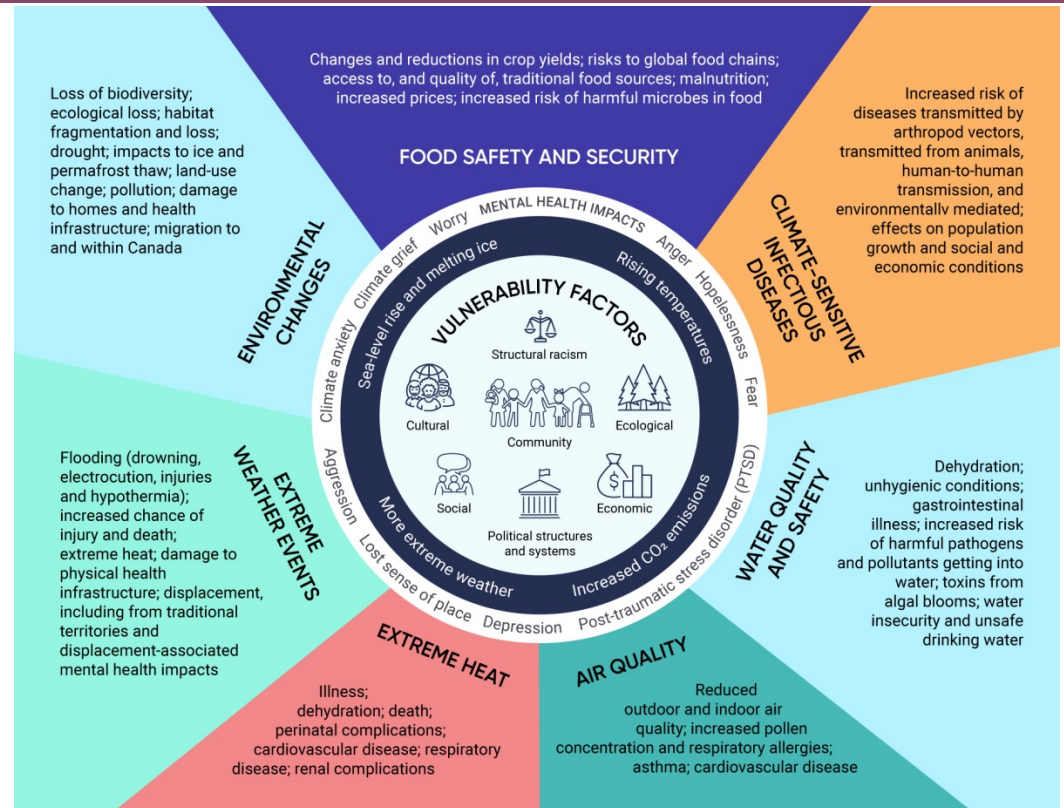 Changes and reductions in crop yields; risks to global food chains;
access to, and quality of, traditional food sources; malnutrition;
increased prices; increased risk of harmful microbes in food
FOOD SAFETY AND SECURITY
Increased risk of
diseases transmitted by
arthropod vectors,
transmitted from animals,
human-to-human
transmission, and
environmentally mediated;
effects on population
growth and social and
economic conditions
CLIMATE-SENSITIVE
INFECTIOUS
DISEASES
Dehydration;
unhygienic conditions;
gastrointestinal
illness; increased risk
of harmful pathogens
and pollutants getting into
water; toxins from
algal blooms; water
insecurity and unsafe
drinking water
WATER QUALITY
AND SAFETY
AIR QUALITY
Reduced
outdoor and indoor air
quality; increased pollen
concentration and respiratory allergies;
asthma; cardiovascular disease
EXTREME HEAT
Illness;
dehydration; death;
perinatal complications;
cardiovascular disease; respiratory
disease; renal complications
EXTREME
WEATHER EVENTS
Flooding (drowning,
electrocution, injuries
and hypothermia);
increased chance of
injury and death;
extreme heat; damage to
physical health
infrastructure; displacement,
including from traditional
territories and
displacement-associated
mental health impacts
Loss of biodiversity;
ecological loss; habitat
fragmentation and loss;
drought; impacts to ice and
permafrost thaw; land-use
change; pollution; damage
to homes and health
infrastructure; migration to
and within Canada
ENVIRONMENTAL
CHANGES
MENTAL HEALTH IMPACTS
Anger
Hopelessness
Fear
Post-traumatic stress disorder (PTSD)
Depression
Lost sense of place
Aggression
Climate anxiety
Climate grief
Worry
Rising temperatures
Increased CO₂ emissions
More extreme weather
Sea-level rise and melting ice
VULNERABILITY FACTORS
Structural racism
Cultural
Community
Ecological
Social
Political structures
and systems
Economic
$